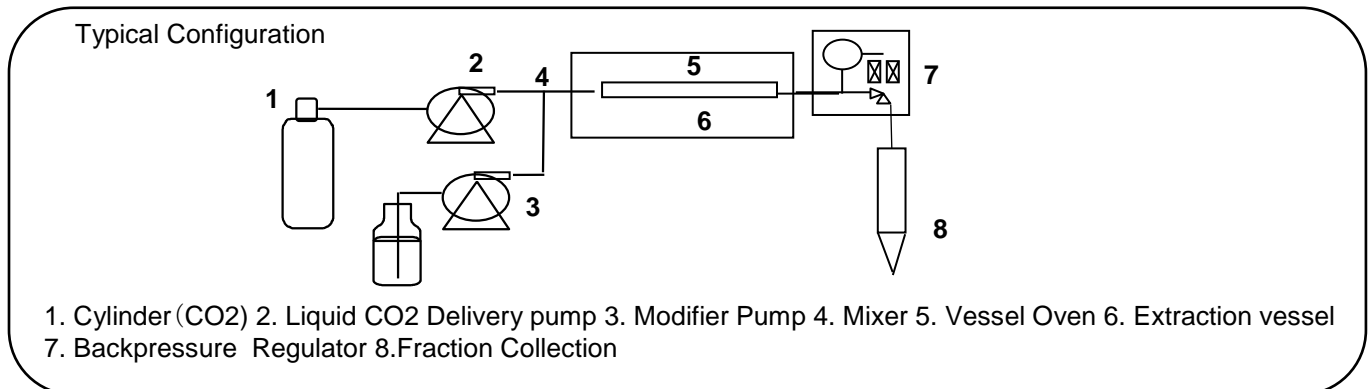 Typical Configuration
1
2
4
5
7
6
3
8
1. Cylinder（CO2) 2. Liquid CO2 Delivery pump 3. Modifier Pump 4. Mixer 5. Vessel Oven 6. Extraction vessel
7. Backpressure Regulator 8.Fraction Collection